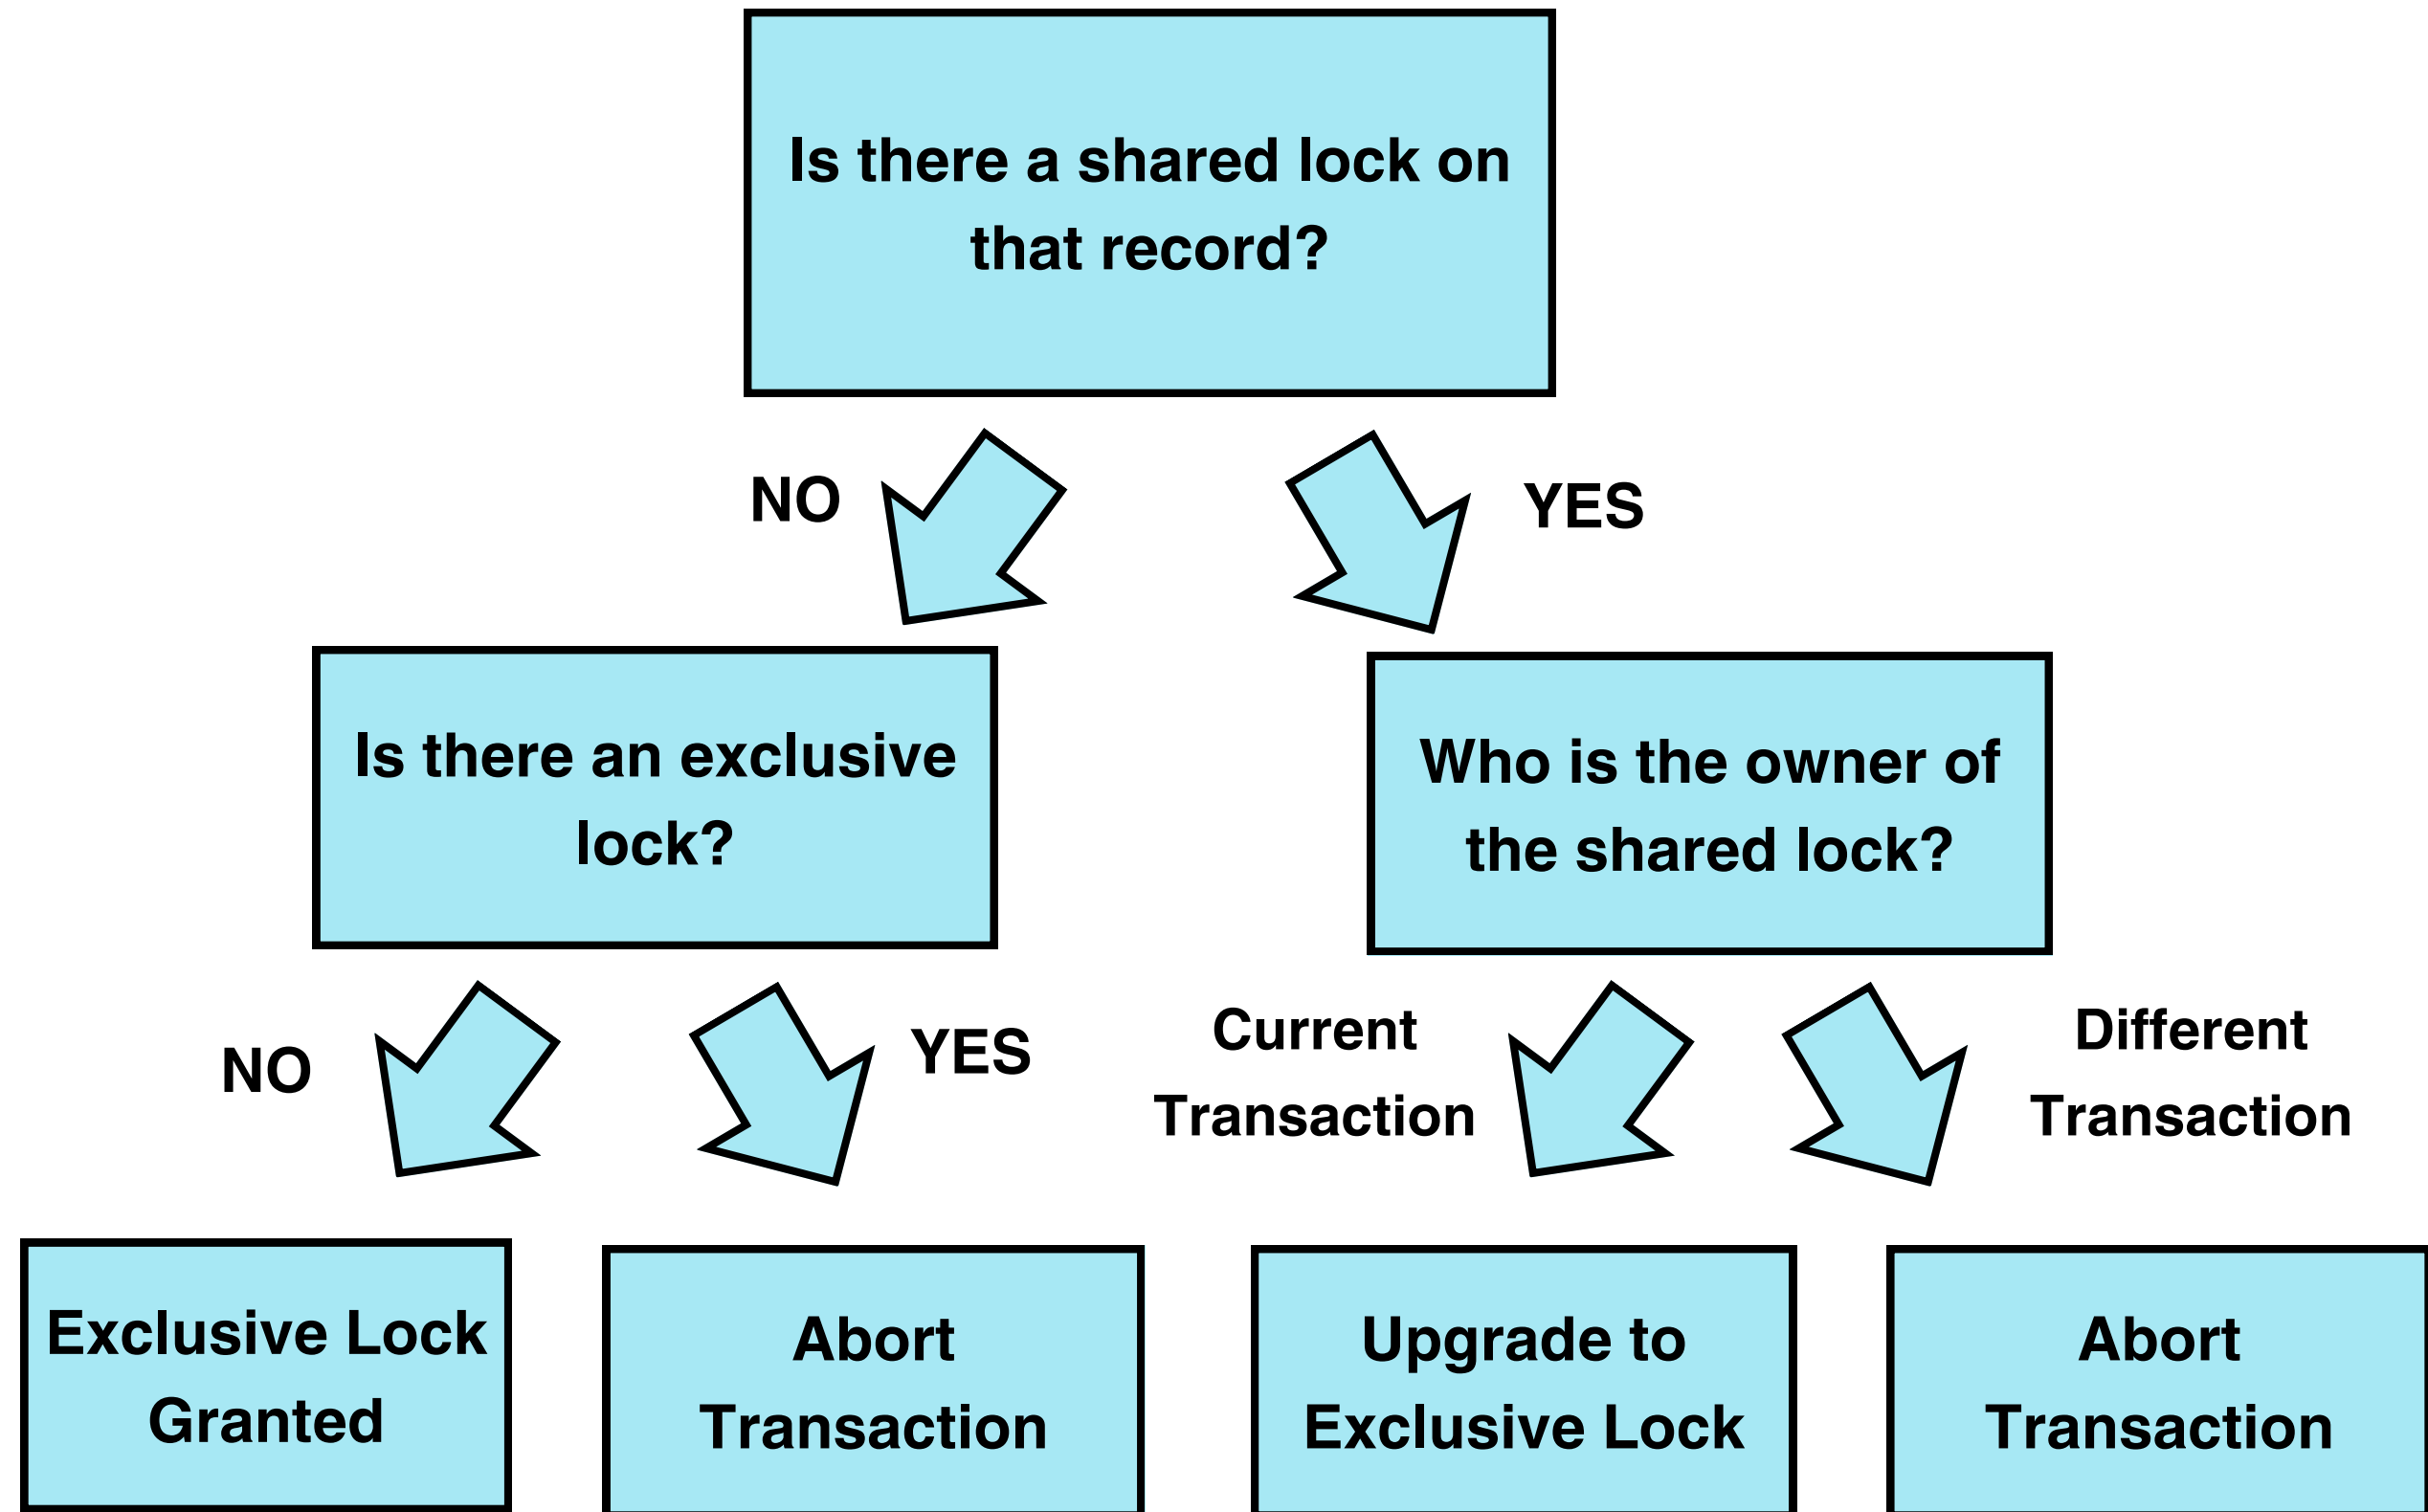 Is there a shared lock on
that record?
NO
YES
Is there an exclusive
lock?
Who is the owner of
the shared lock?
NO
YES
Current
Transaction
Different
Transaction
Exclusive Lock
Granted
Abort
Transaction
Upgrade to
Exclusive Lock
Abort
Transaction